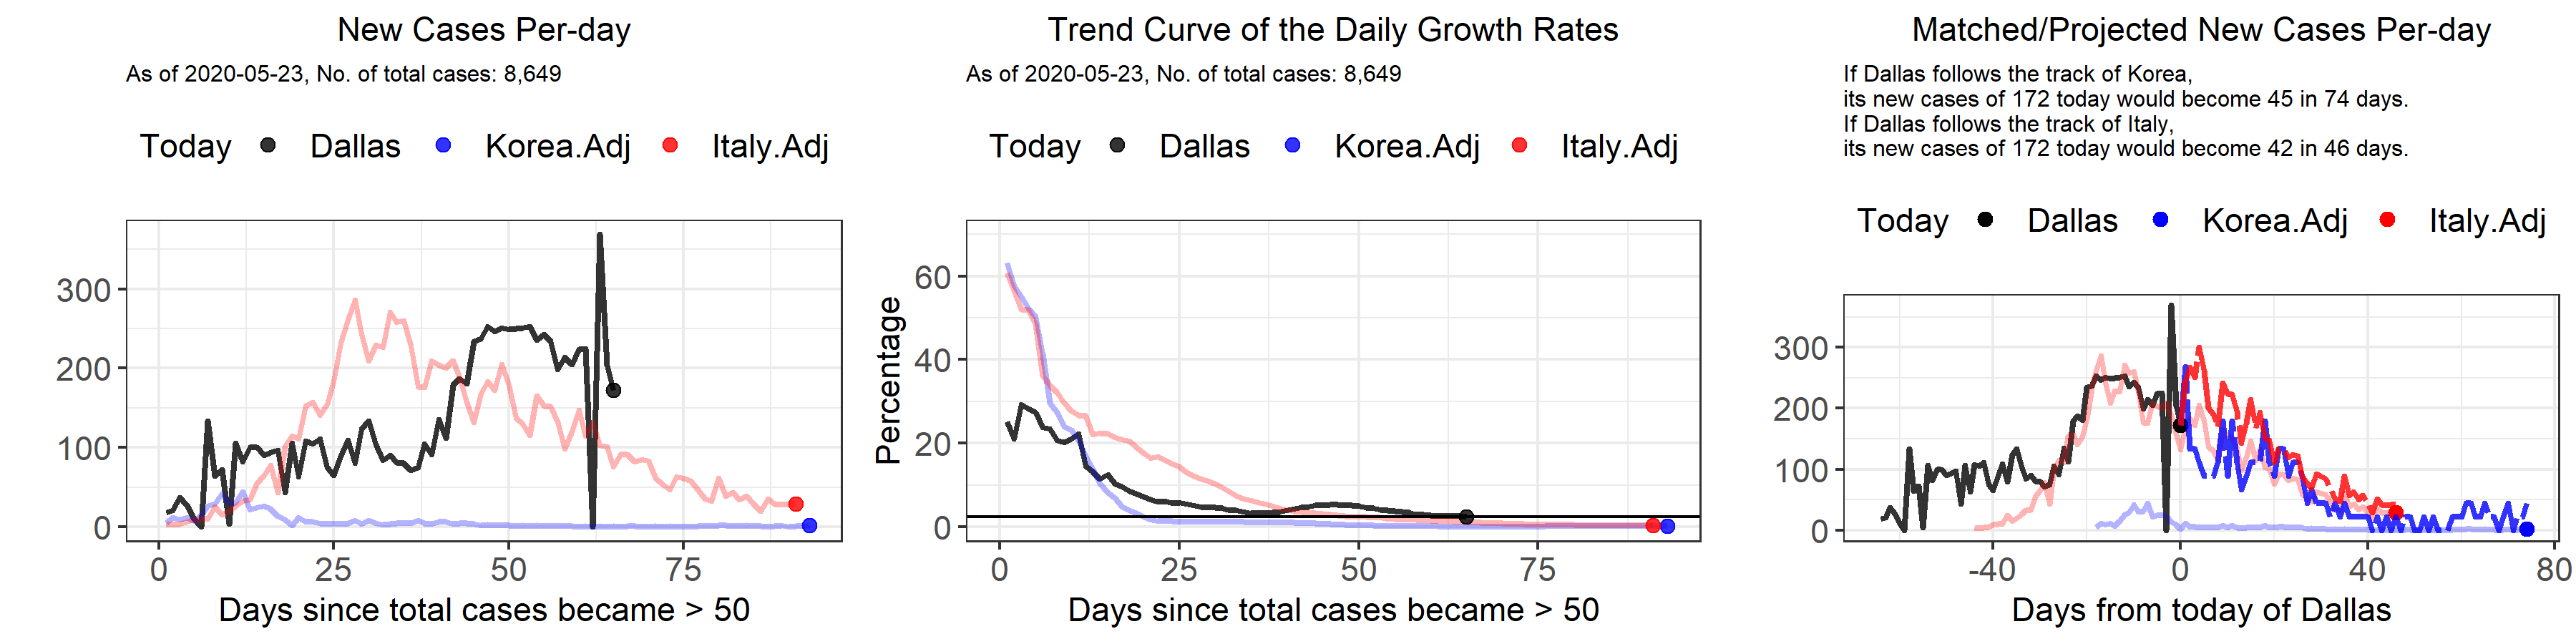 New Cases Per-day
As of 2020-05-23, No. of total cases: 8,649
Today Dallas Korea.Adj Italy.Adj
300
200
100
0
0 25 50 75
Days since total cases became > 50
Trend Curve of the Daily Growth Rates
As of 2020-05-23, No. of total cases: 8,649
Today Dallas Korea.Adj Italy.Adj
Percentage
60
40
20
0
0 25 50 75
Days since total cases became > 50
Matched/Projected New Cases Per-day
If Dallas follows the track of Korea,
its new cases of 172 today would become 45 in 74 days.
If Dallas follows the track of Italy,
its new cases of 172 today would become 42 in 46 days.
Today Dallas Korea.Adj Italy.Adj
300
200
100
0
-40 0 40 80
Days from today of Dallas